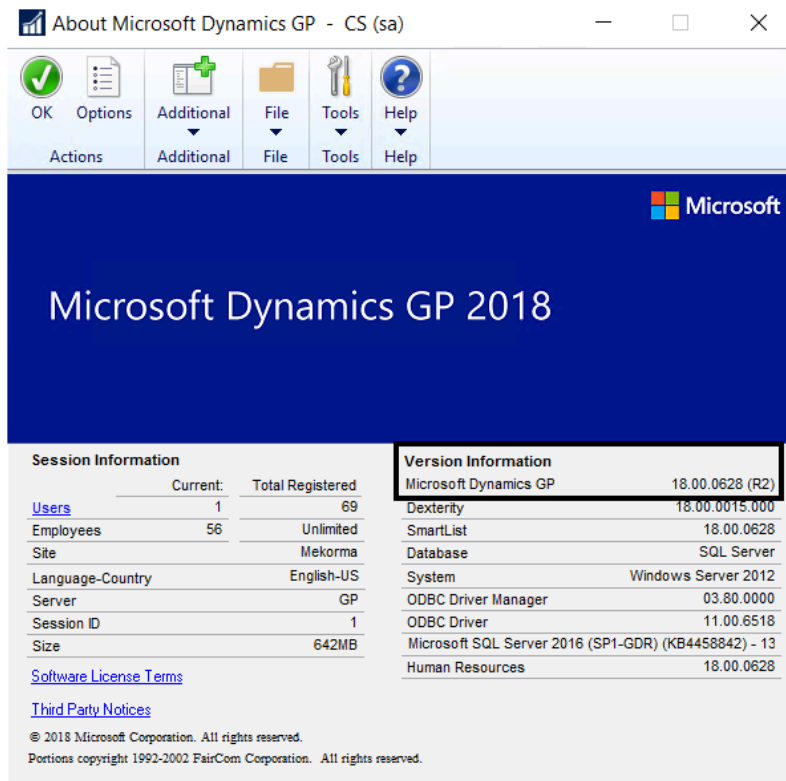 About Microsoft Dynamics GP - CS (sa)
OK Options Additional File Tools Help
Actions Additional File Tools Help
Microsoft
Microsoft Dynamics GP 2018
Session Information
Current: Total Registered
Users 1 69
Employees 56 Unlimited
Site Mekorma
Language-Country English-US
Server GP
Session ID 1
Size 642MB
Software License Terms
Third Party Notices
© 2018 Microsoft Corporation. All rights reserved.
Portions copyright 1992-2002 FairCom Corporation. All rights reserved.
Version Information
Microsoft Dynamics GP 18.00.0628 (R2)
Dexterity 18.00.0015.000
SmartList 18.00.0628
Database SQL Server
System Windows Server 2012
ODBC Driver Manager 03.80.0000
ODBC Driver 11.00.6518
Microsoft SQL Server 2016 (SP1-GDR) (KB4458842) - 13
Human Resources 18.00.0628